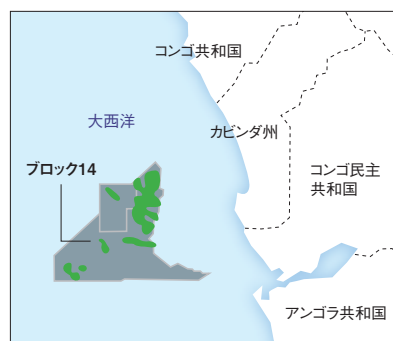 コンゴ共和国
大西洋
カビンダ州
ブロック14
コンゴ民主
共和国
アンゴラ共和国